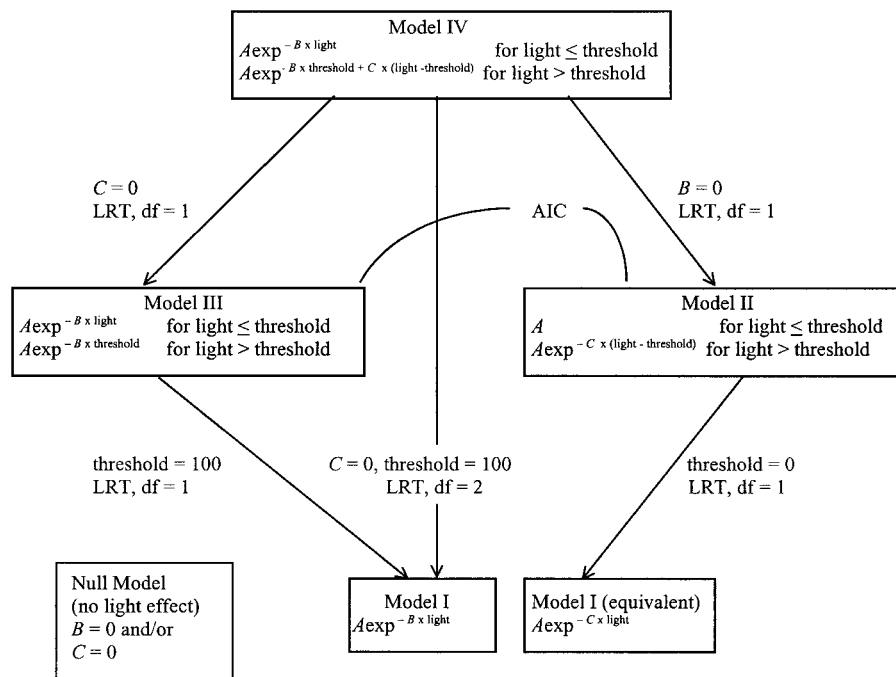 Model IV
Aexp⁻ᴮ ˣ ˡⁱᵍʰᵗ for light ≤ threshold
Aexp⁻ᴮ ˣ ᵗʰʳᵉˢʰᵒˡᵈ ⁺ ᶜ ˣ ⁽ˡⁱᵍʰᵗ ⁻ᵗʰʳᵉˢʰᵒˡᵈ⁾ for light > threshold
C = 0
LRT, df = 1
AIC
B = 0
LRT, df = 1
Model III
Aexp⁻ᴮ ˣ ˡⁱᵍʰᵗ for light ≤ threshold
Aexp⁻ᴮ ˣ ᵗʰʳᵉˢʰᵒˡᵈ for light > threshold
Model II
A for light ≤ threshold
Aexp⁻ᶜ ˣ ⁽ˡⁱᵍʰᵗ ⁻ ᵗʰʳᵉˢʰᵒˡᵈ⁾ for light > threshold
threshold = 100
LRT, df = 1
C = 0, threshold = 100
LRT, df = 2
threshold = 0
LRT, df = 1
Null Model
(no light effect)
B = 0 and/or
C = 0
Model I
Aexp⁻ᴮ ˣ ˡⁱᵍʰᵗ
Model I (equivalent)
Aexp⁻ᶜ ˣ ˡⁱᵍʰᵗ